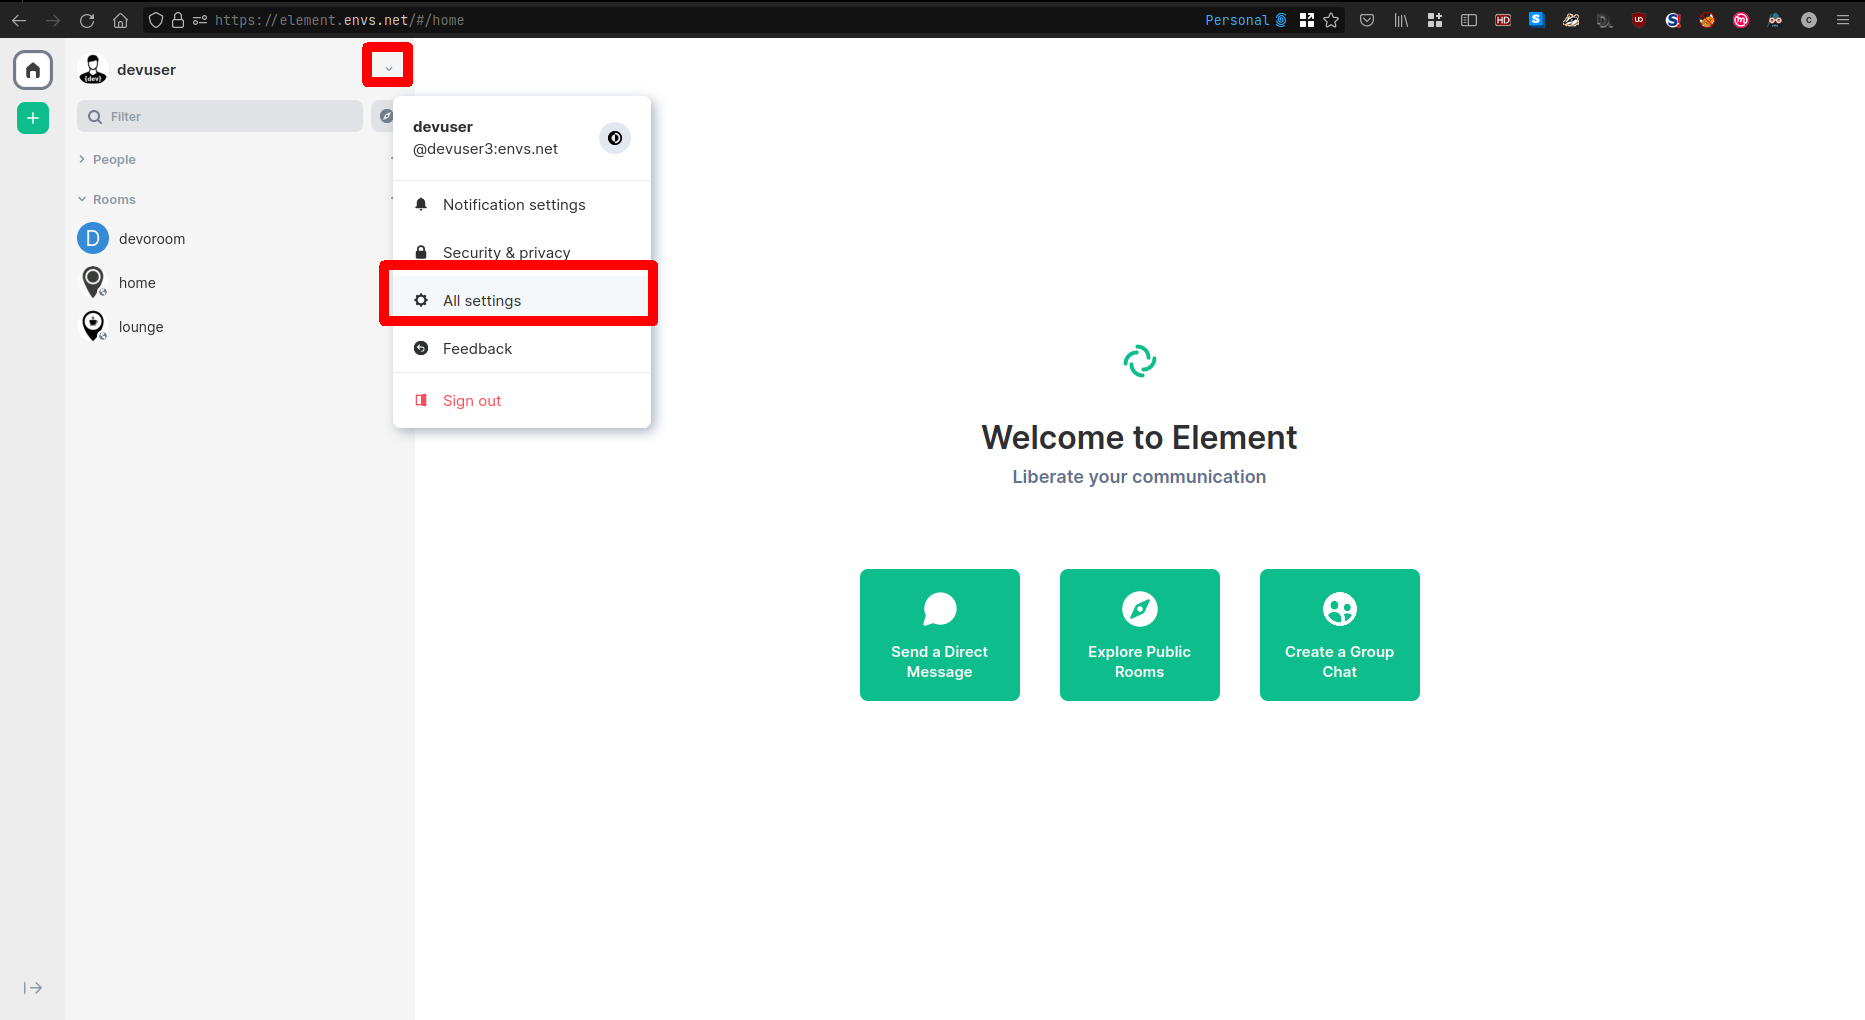 https://element.envs.net/#/home
Personal
HD
devuser
Filter
People
Rooms
D
devoroom
home
lounge
devuser
@devuser3:envs.net
Notification settings
Security & privacy
All settings
Feedback
Sign out
Welcome to Element
Liberate your communication
Send a Direct
Message
Explore Public
Rooms
Create a Group
Chat